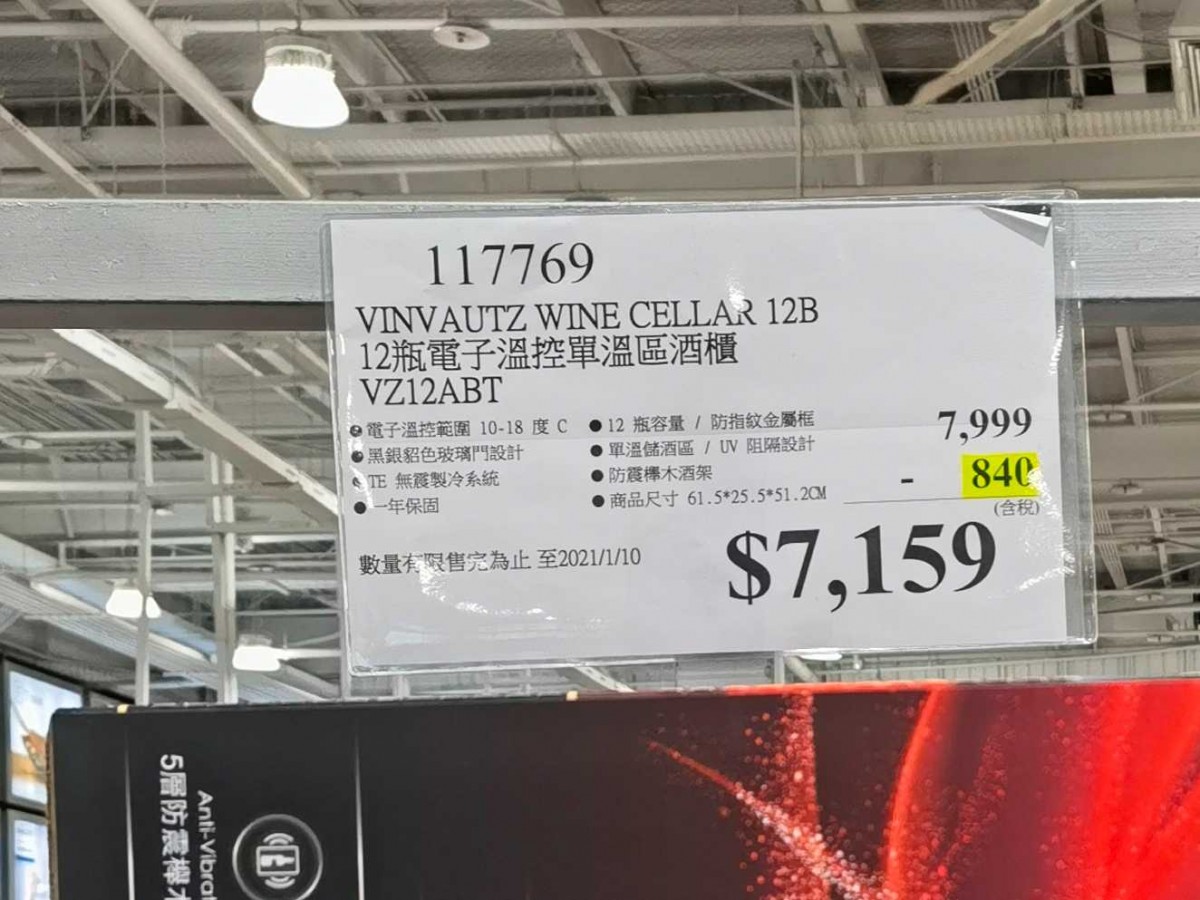 117769
VINVAUTZ WINE CELLAR 12B
12瓶電子溫控單溫區酒櫃
VZ12ABT
●電子溫控範圍 10-18 度 C
●12 瓶容量 / 防指紋金屬框
7,999
●黑銀貂色玻璃門設計
●單溫儲酒區 / UV 阻隔設計
●TE 無震製冷系統
●防震櫸木酒架
- 840
●一年保固
●商品尺寸 61.5*25.5*51.2CM
(含稅)
數量有限售完為止 至2021/1/10
$7,159
5層防震櫸木